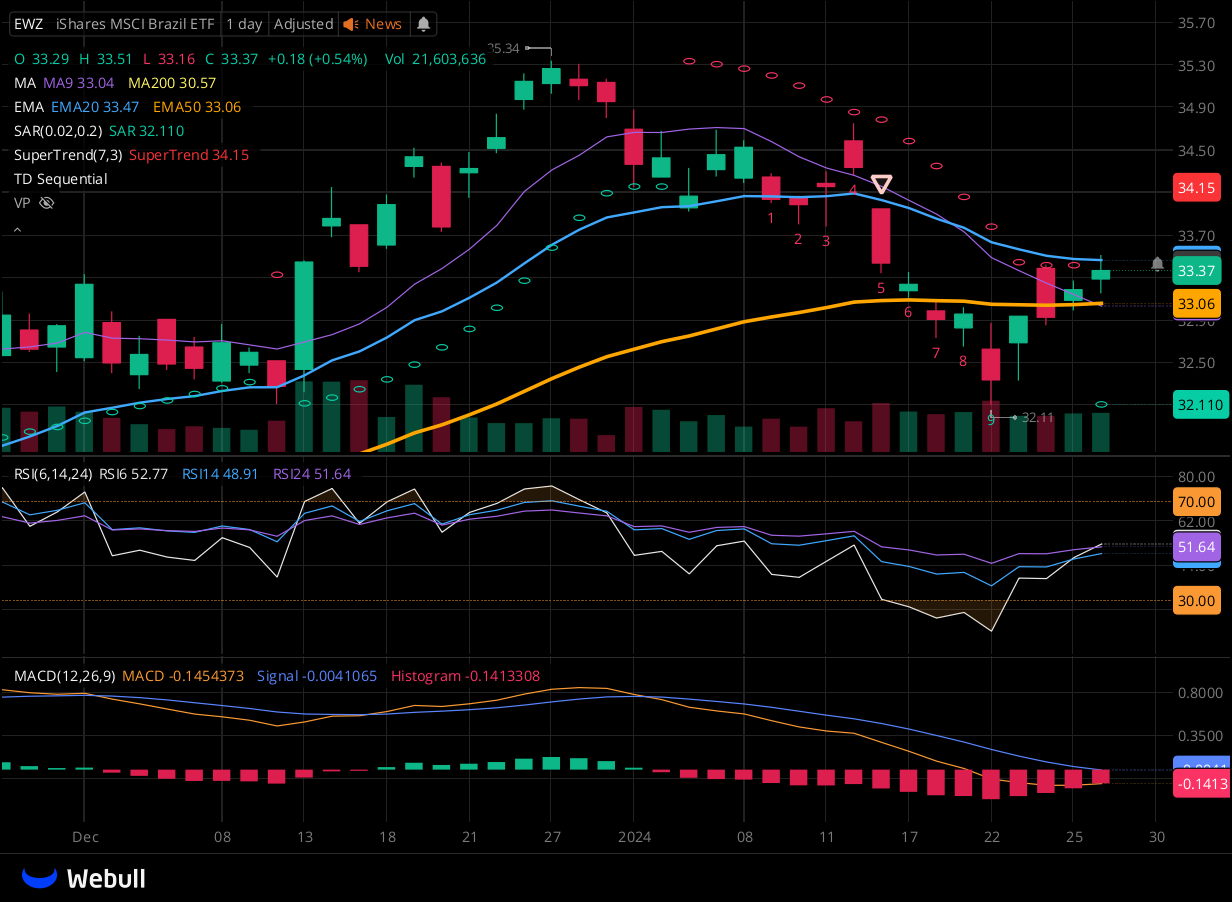 EWZ iShares MSCI Brazil ETF 1 day Adjusted News
35.70
35.34
O 33.29 H 33.51 L 33.16 C 33.37 +0.18 (+0.54%) Vol 21,603,636
35.30
MA MA9 33.04 MA200 30.57
EMA EMA20 33.47 EMA50 33.06
34.90
SAR(0.02,0.2) SAR 32.110
SuperTrend(7,3) SuperTrend 34.15
34.50
TD Sequential
4
34.15
VP
1
2 3
33.70
33.37
5
33.06
6
32.90
7
8
32.50
32.110
9 32.11
RSI(6,14,24) RSI6 52.77 RSI14 48.91 RSI24 51.64
80.00
70.00
62.00
51.64
30.00
MACD(12,26,9) MACD -0.1454373 Signal -0.0041065 Histogram -0.1413308
0.8000
0.3500
-0.1413
Dec 08 13 18 21 27 2024 08 11 17 22 25 30
Webull